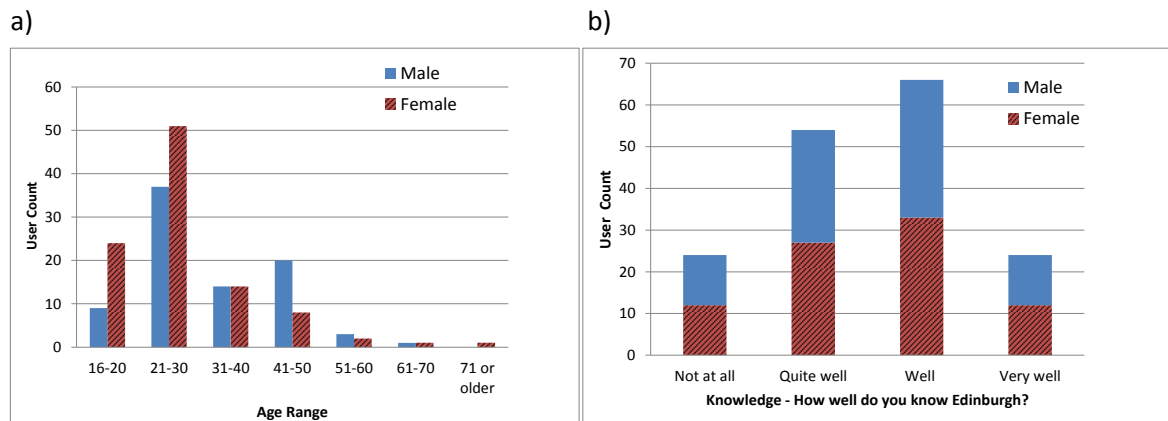 a)
Male
Female
60
50
40
30
20
10
0
User Count
16-20 21-30 31-40 41-50 51-60 61-70 71 or
older
Age Range
b)
Male
Female
70
60
50
40
30
20
10
0
User Count
Not at all Quite well Well Very well
Knowledge - How well do you know Edinburgh?